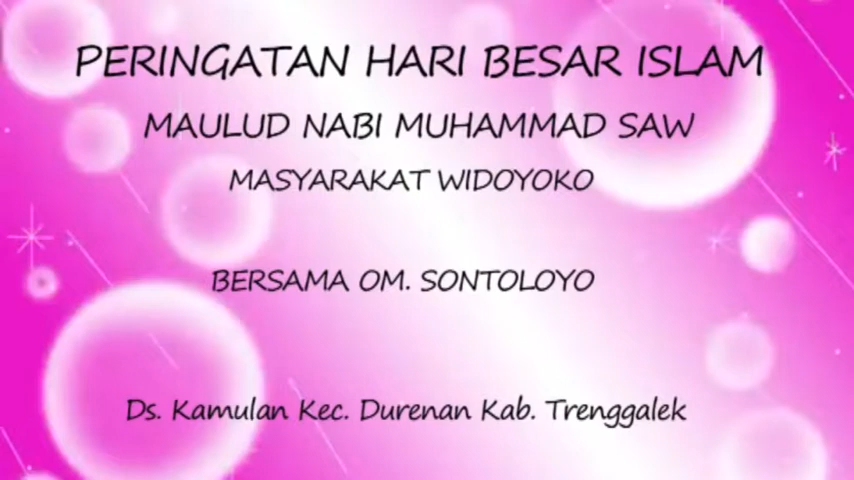 PERINGATAN HARI BESAR ISLAM
MAULUD NABI MUHAMMAD SAW
MASYARAKAT WIDOYOKO
BERSAMA OM. SONTOLOYO
Ds. Kamulan Kec. Durenan Kab. Trenggalek